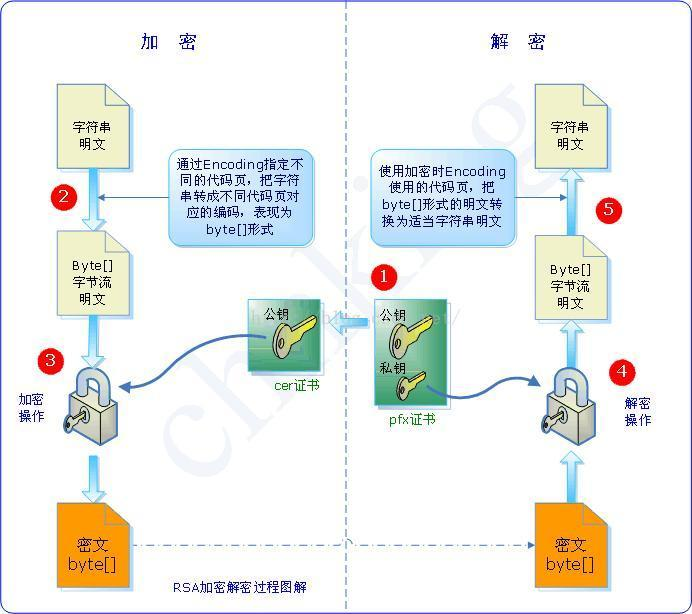 加 密
解 密
字符串
明文
2
通过Encoding指定不
同的代码页，把字符
串转成不同代码页对
应的编码，表现为
byte[]形式
使用加密时Encoding
使用的代码页，把
byte[]形式的明文转
换为适当字符串明文
字符串
明文
5
Byte[]
字节流
明文
1
Byte[]
字节流
明文
公钥
cer证书
公钥
私钥
pfx证书
3
加密
操作
4
解密
操作
密文
byte[]
密文
byte[]
RSA加密解密过程图解